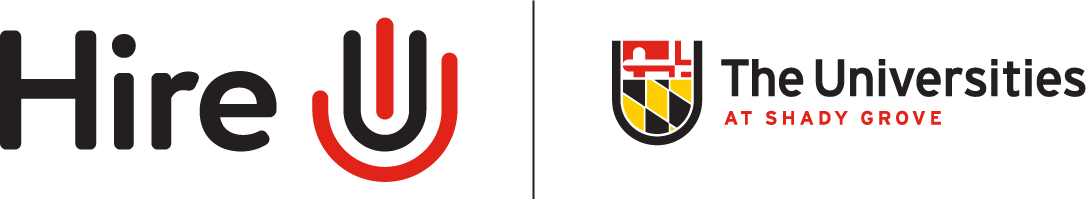 Hire U
The Universities
AT SHADY GROVE